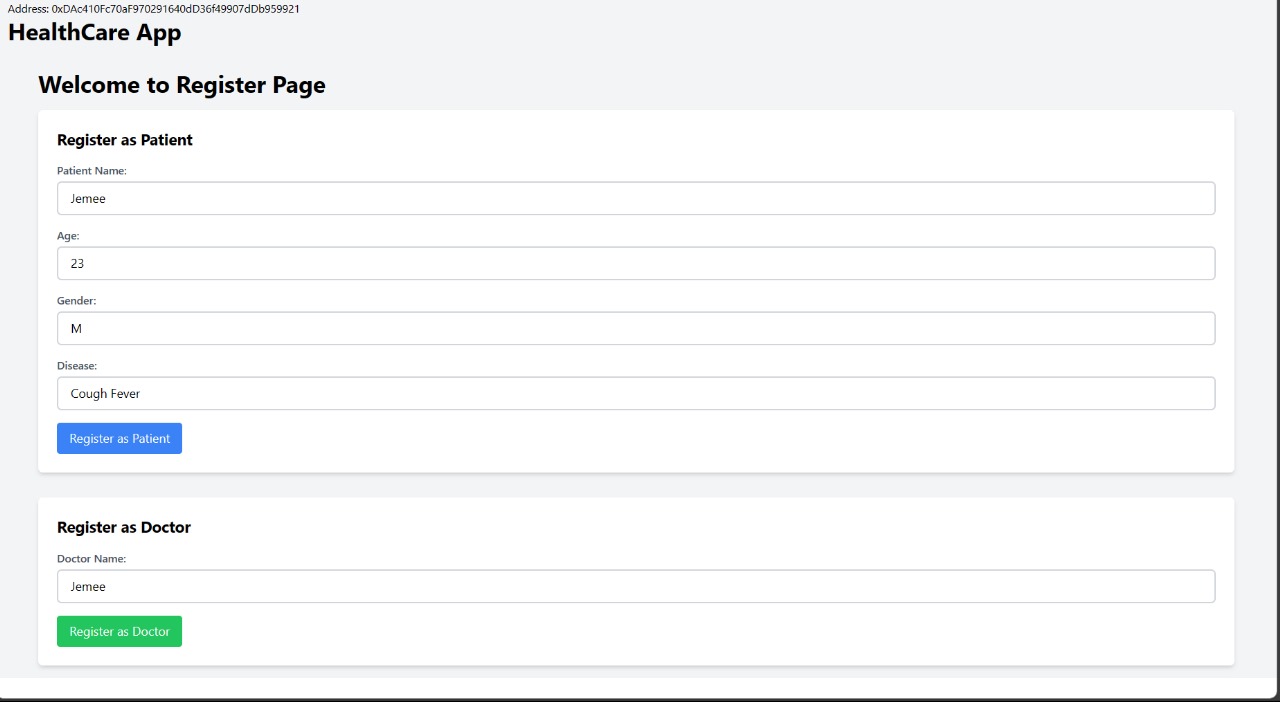 Address: 0xDAc410Fc70aF970291640dD36f49907dDb959921
HealthCare App
Welcome to Register Page
Register as Patient
Patient Name:
Jemee
Age:
23
Gender:
M
Disease:
Cough Fever
Register as Patient
Register as Doctor
Doctor Name:
Jemee
Register as Doctor